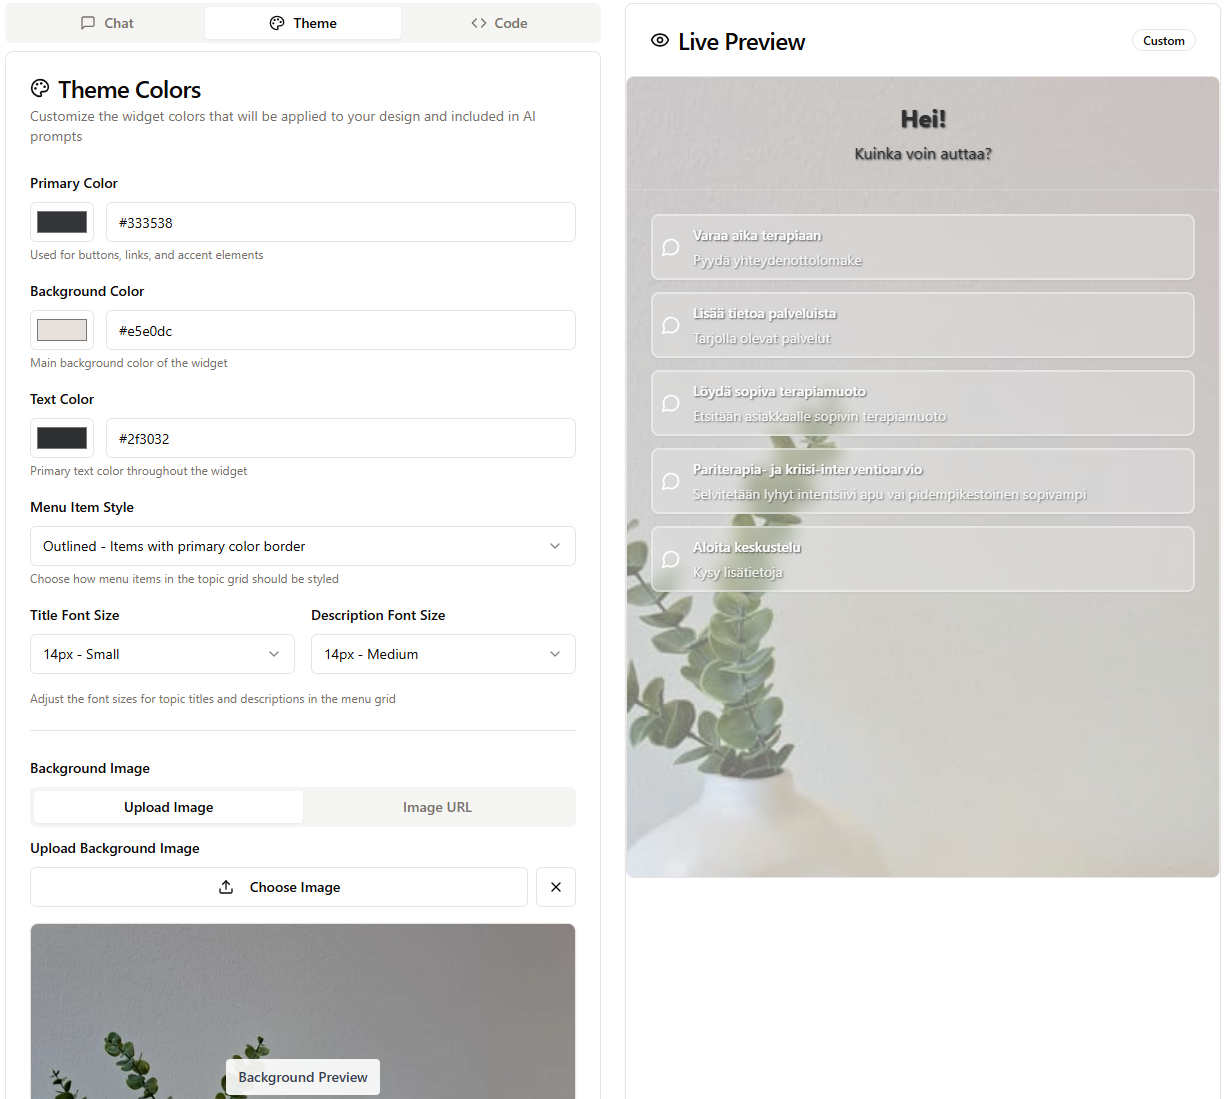 Chat
Theme
Code
Theme Colors
Customize the widget colors that will be applied to your design and included in AI
prompts
Primary Color
#333538
Used for buttons, links, and accent elements
Background Color
#e5e0dc
Main background color of the widget
Text Color
#2f3032
Primary text color throughout the widget
Menu Item Style
Outlined - Items with primary color border
Choose how menu items in the topic grid should be styled
Title Font Size
Description Font Size
14px - Small
14px - Medium
Adjust the font sizes for topic titles and descriptions in the menu grid
Background Image
Upload Image
Image URL
Upload Background Image
Choose Image
Background Preview
Live Preview
Custom
Hei!
Kuinka voin auttaa?
Varaa aika terapiaan
Pyydä yhteydenottolomake
Lisää tietoa palveluista
Tarjolla olevat palvelut
Löydä sopiva terapiamuoto
Etsitään asiakkaalle sopivin terapiamuoto
Pariterapia- ja kriisi-interventioarvio
Selvitetään lyhyt intentsiivi apu vai pidempikestoinen sopivampi
Aloita keskustelu
Kysy lisätietoja